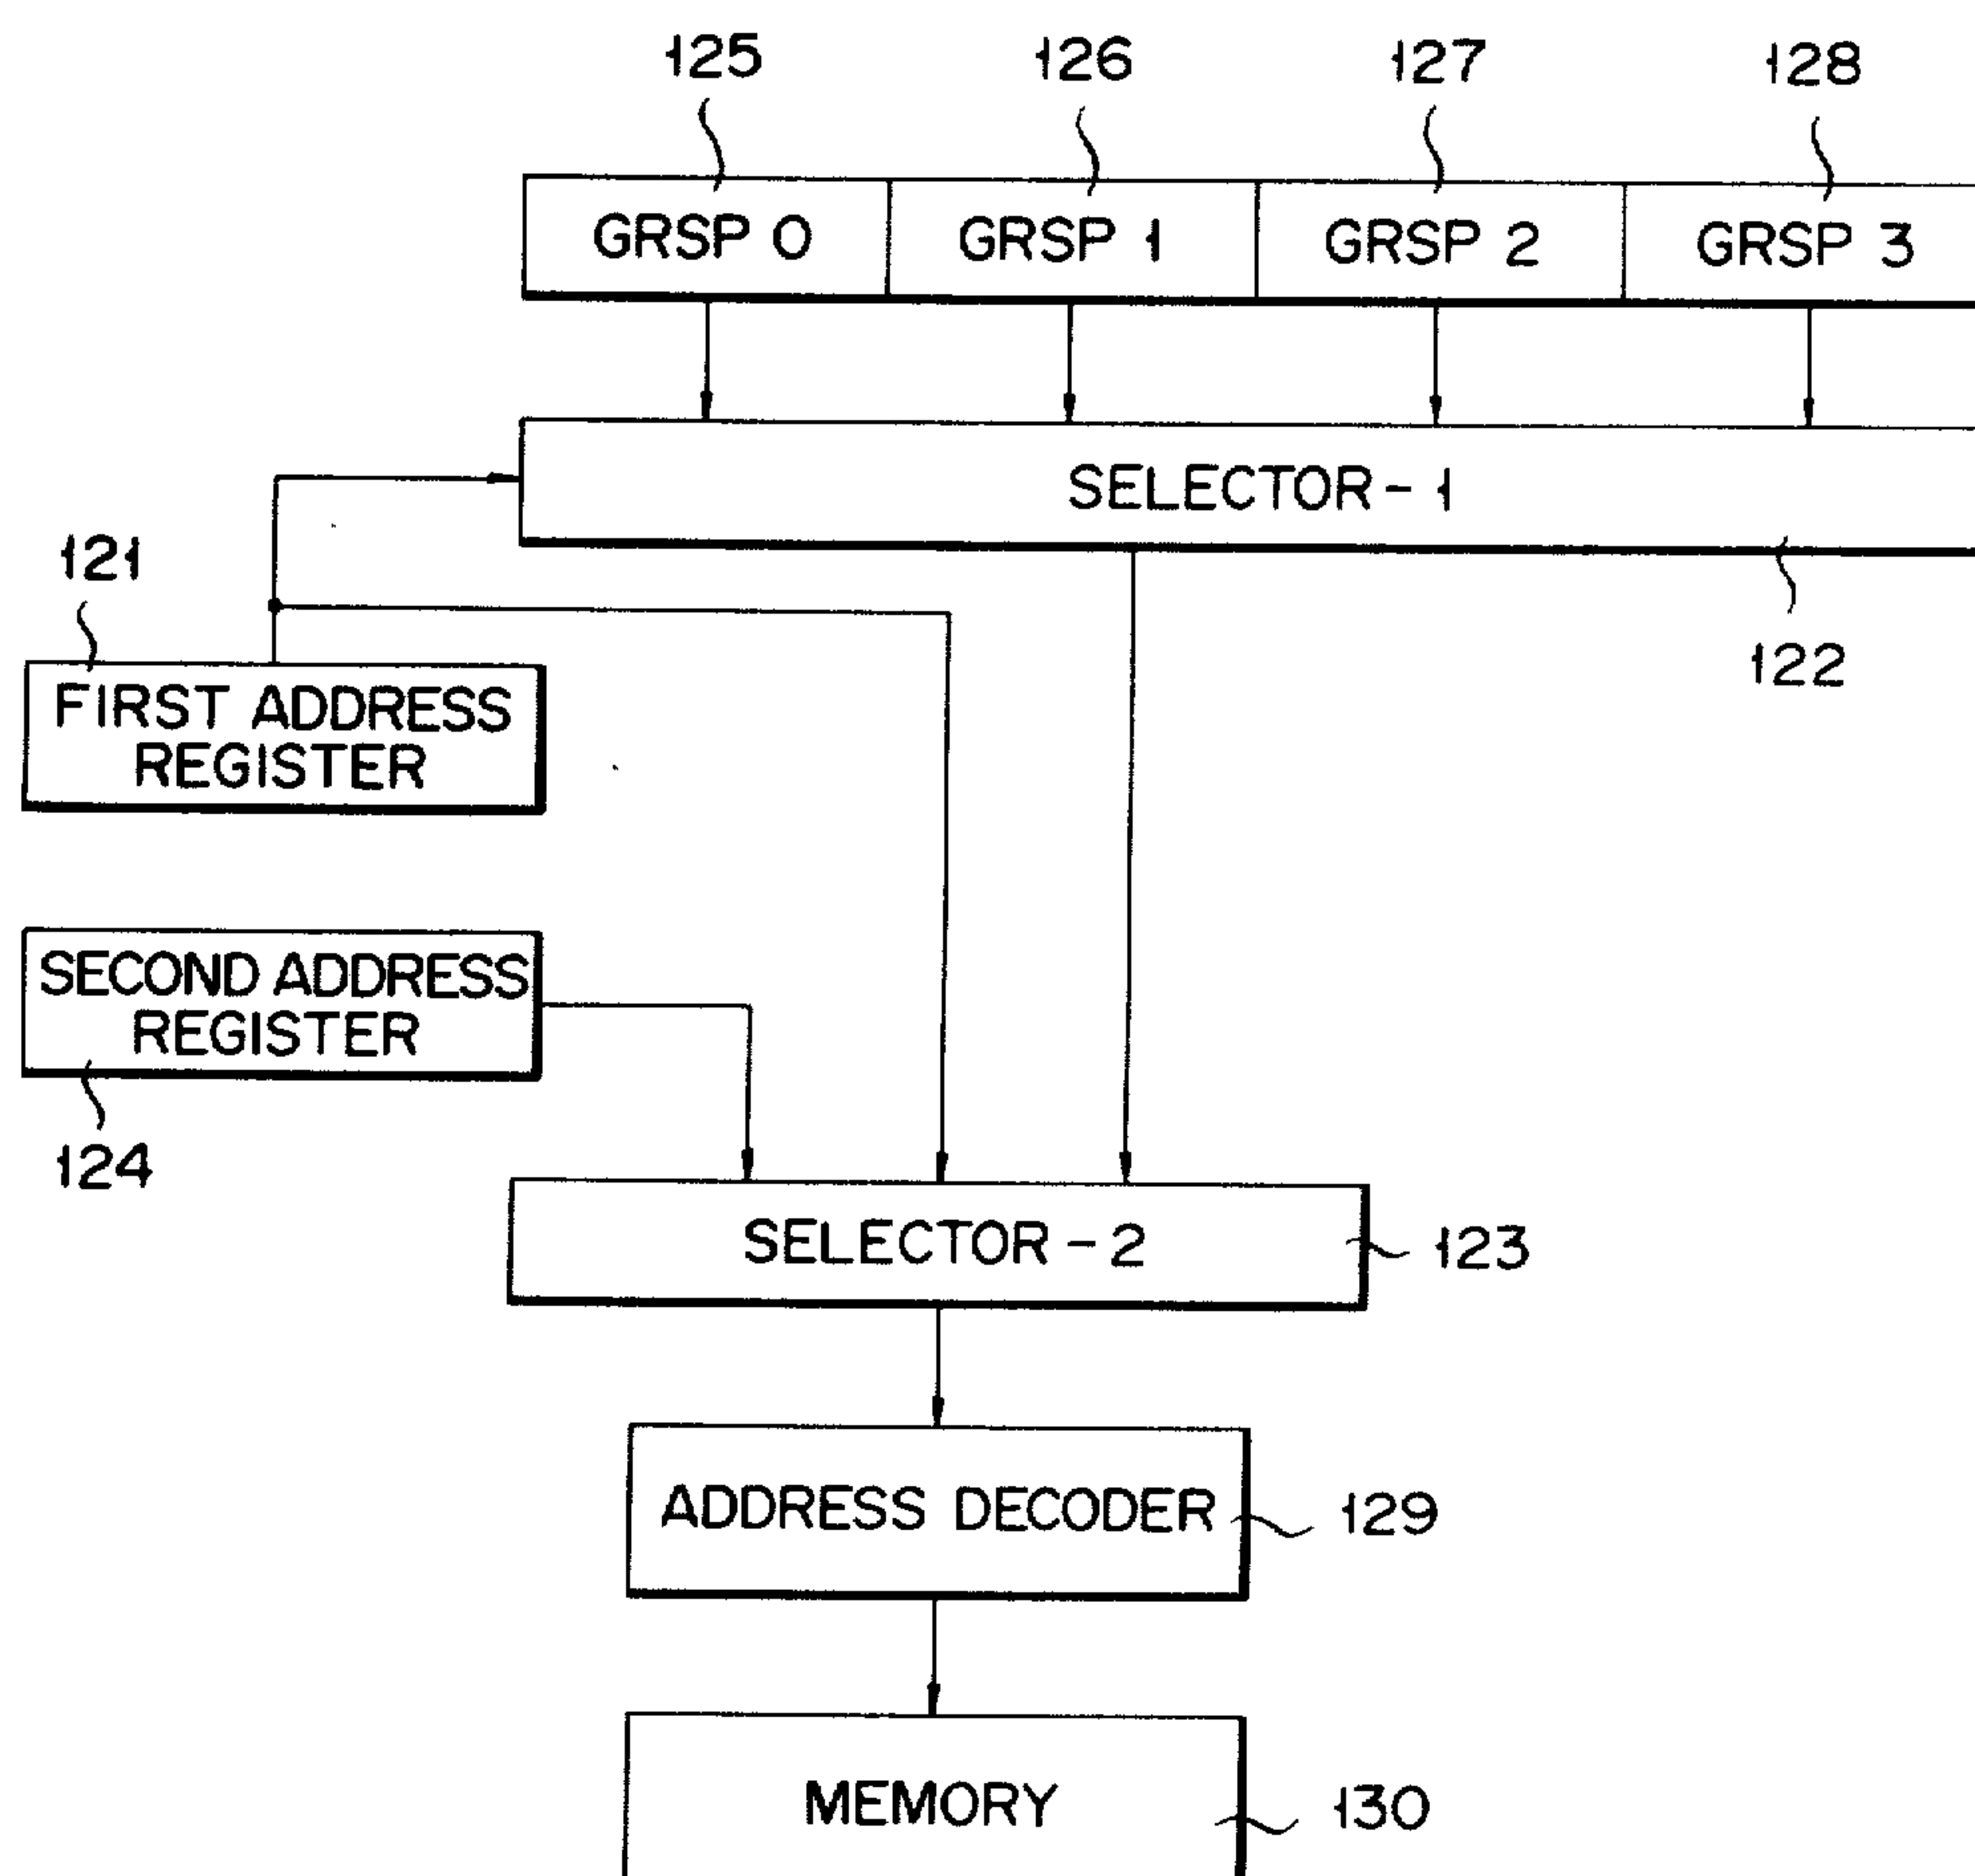 125
126
127
128
GRSP 0
GRSP 1
GRSP 2
GRSP 3
SELECTOR-1
121
122
FIRST ADDRESS
REGISTER
SECOND ADDRESS
REGISTER
124
SELECTOR-2
123
ADDRESS DECODER
129
MEMORY
130